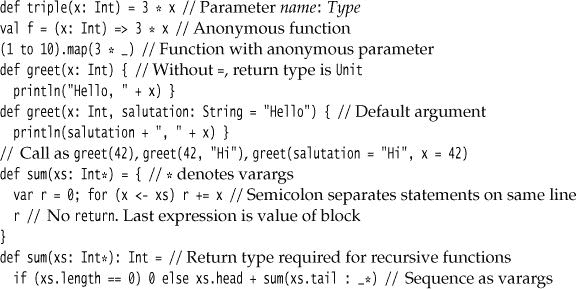 def triple(x: Int) = 3 * x // Parameter name: Type
val f = (x: Int) => 3 * x // Anonymous function
(1 to 10).map(3 * _) // Function with anonymous parameter
def greet(x: Int) { // Without =, return type is Unit
  println("Hello, " + x) }
def greet(x: Int, salutation: String = "Hello") { // Default argument
  println(salutation + ", " + x) }
// Call as greet(42), greet(42, "Hi"), greet(salutation = "Hi", x = 42)
def sum(xs: Int*) = { // * denotes varargs
  var r = 0; for (x <- xs) r += x // Semicolon separates statements on same line
  r // No return. Last expression is value of block
}
def sum(xs: Int*): Int = // Return type required for recursive functions
  if (xs.length == 0) 0 else xs.head + sum(xs.tail : _*) // Sequence as varargs